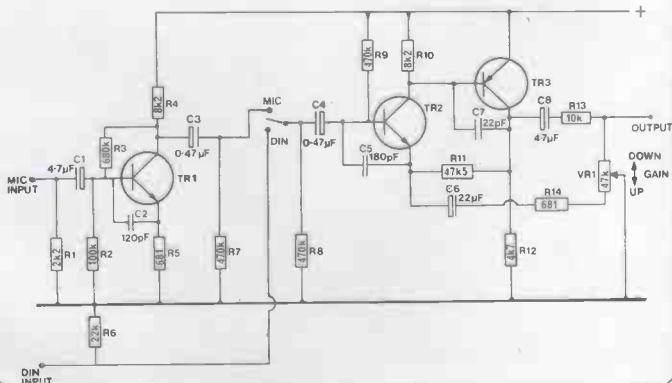 +
R9
470k
R10
8k2
R4
8k2
TR3
C3
0·47µF
MIC
DIN
C4
0·47µF
TR2
C7
22pF
C8
4·7µF
R13
10k
OUTPUT
R3
680k
C1
4·7µF
MIC
INPUT
TR1
C5
180pF
R11
47k5
C6
22µF
R14
681
VR1
47k
DOWN
GAIN
UP
C2
120pF
R1
2k2
R2
100k
R5
681
R7
470k
R8
470k
R12
4k7
R6
22k
DIN
INPUT